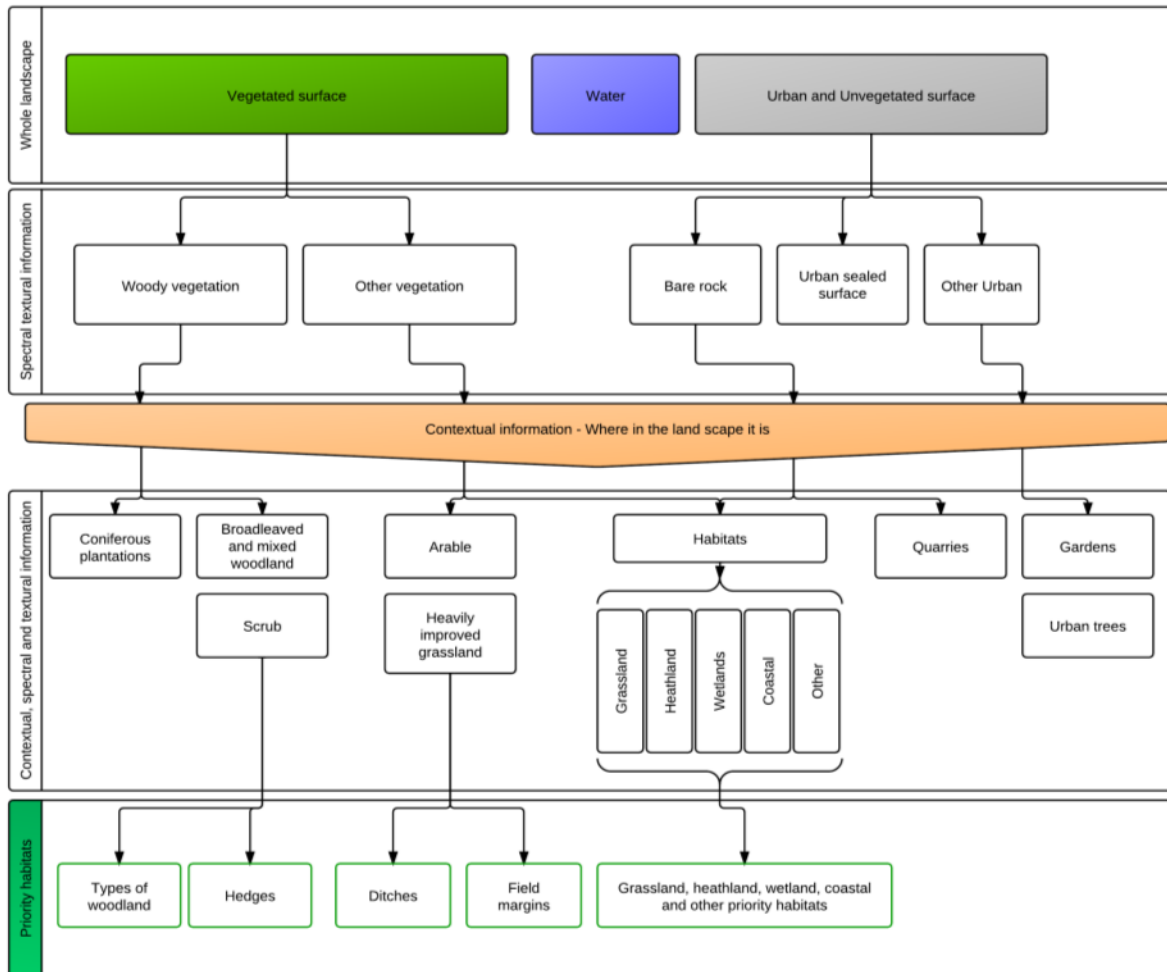 Whole landscape
Vegetated surface
Water
Urban and Unvegetated surface
Spectral textural information
Woody vegetation
Other vegetation
Bare rock
Urban sealed
surface
Other Urban
Contextual information - Where in the land scape it is
Contextual, spectral and textural information
Coniferous
plantations
Broadleaved
and mixed
woodland
Arable
Habitats
Quarries
Gardens
Scrub
Heavily
improved
grassland
Urban trees
Grassland
Heathland
Wetlands
Coastal
Other
Priority habitats
Types of
woodland
Hedges
Ditches
Field
margins
Grassland, heathland, wetland, coastal
and other priority habitats